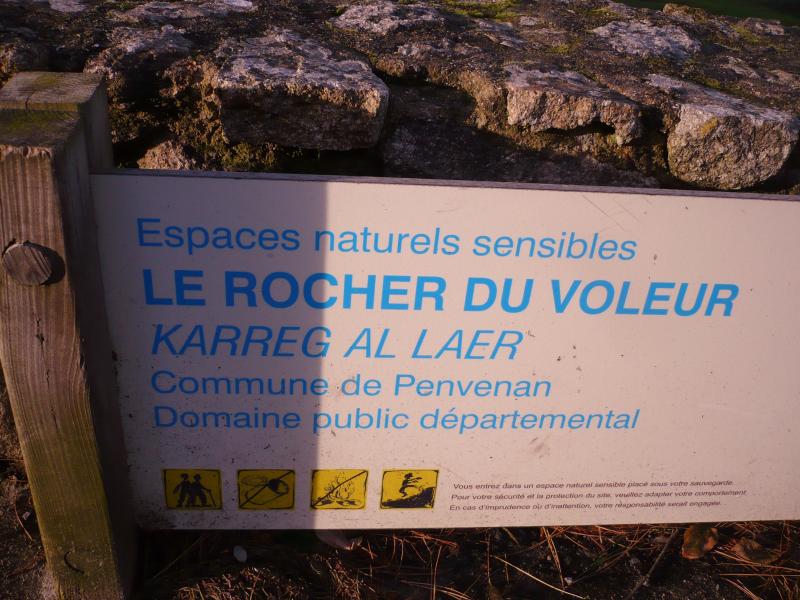 Espaces naturels sensibles
LE ROCHER DU VOLEUR
KARREG AL LAER
Commune de Penvenan
Domaine public départemental
Vous entrez dans un espace naturel sensible placé sous votre sauvegarde.
Pour votre sécurité et la protection du site, veuillez adapter votre comportement.
En cas d'imprudence où d'inattention, votre responsabilité serait engagée.